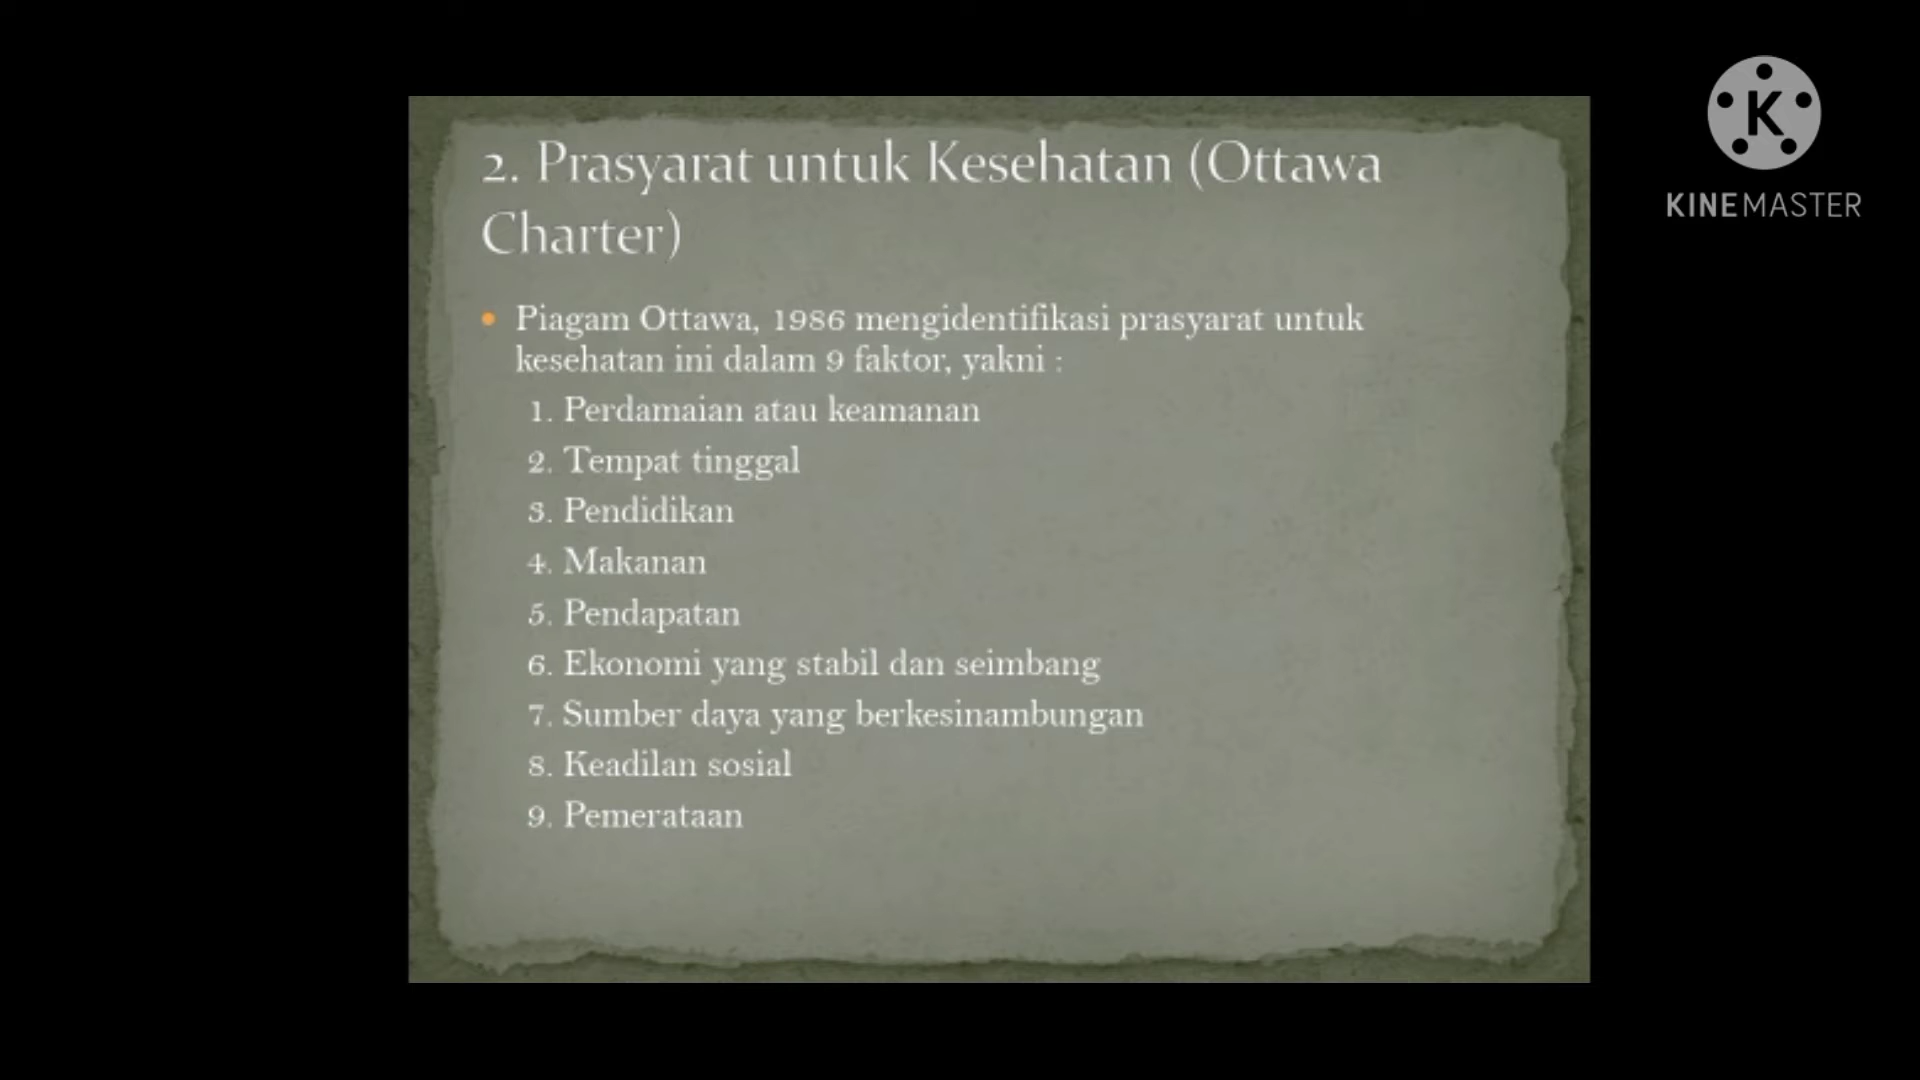 2. Prasyarat untuk Kesehatan (Ottawa
Charter)
• Piagam Ottawa, 1986 mengidentifikasi prasyarat untuk
kesehatan ini dalam 9 faktor, yakni :
1. Perdamaian atau keamanan
2. Tempat tinggal
3. Pendidikan
4. Makanan
5. Pendapatan
6. Ekonomi yang stabil dan seimbang
7. Sumber daya yang berkesinambungan
8. Keadilan sosial
9. Pemerataan
K
KINEMASTER